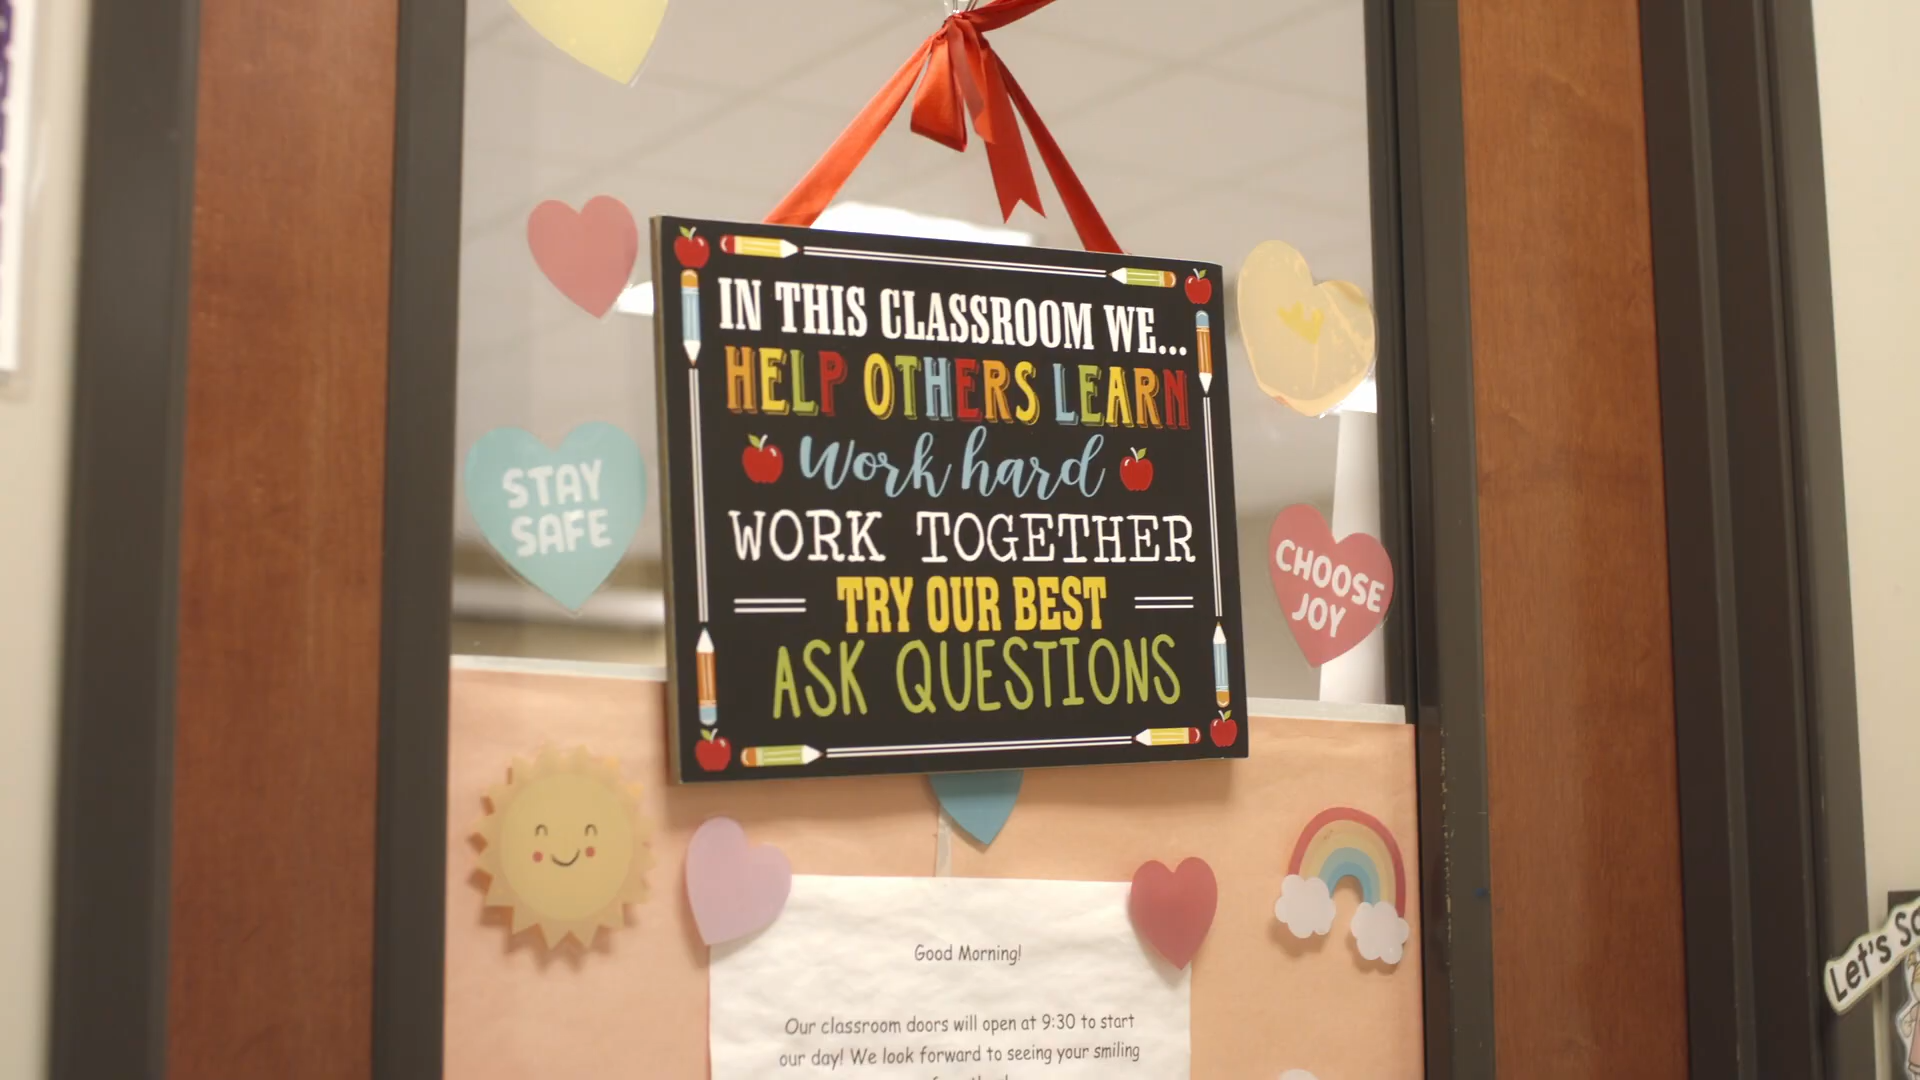 IN THIS CLASSROOM WE...
HELP OTHERS LEARN
Work hard
WORK TOGETHER
TRY OUR BEST
ASK QUESTIONS
STAY
SAFE
CHOOSE
JOY
Good Morning!
Our classroom doors will open at 9:30 to start
our day! We look forward to seeing your smiling
Let's